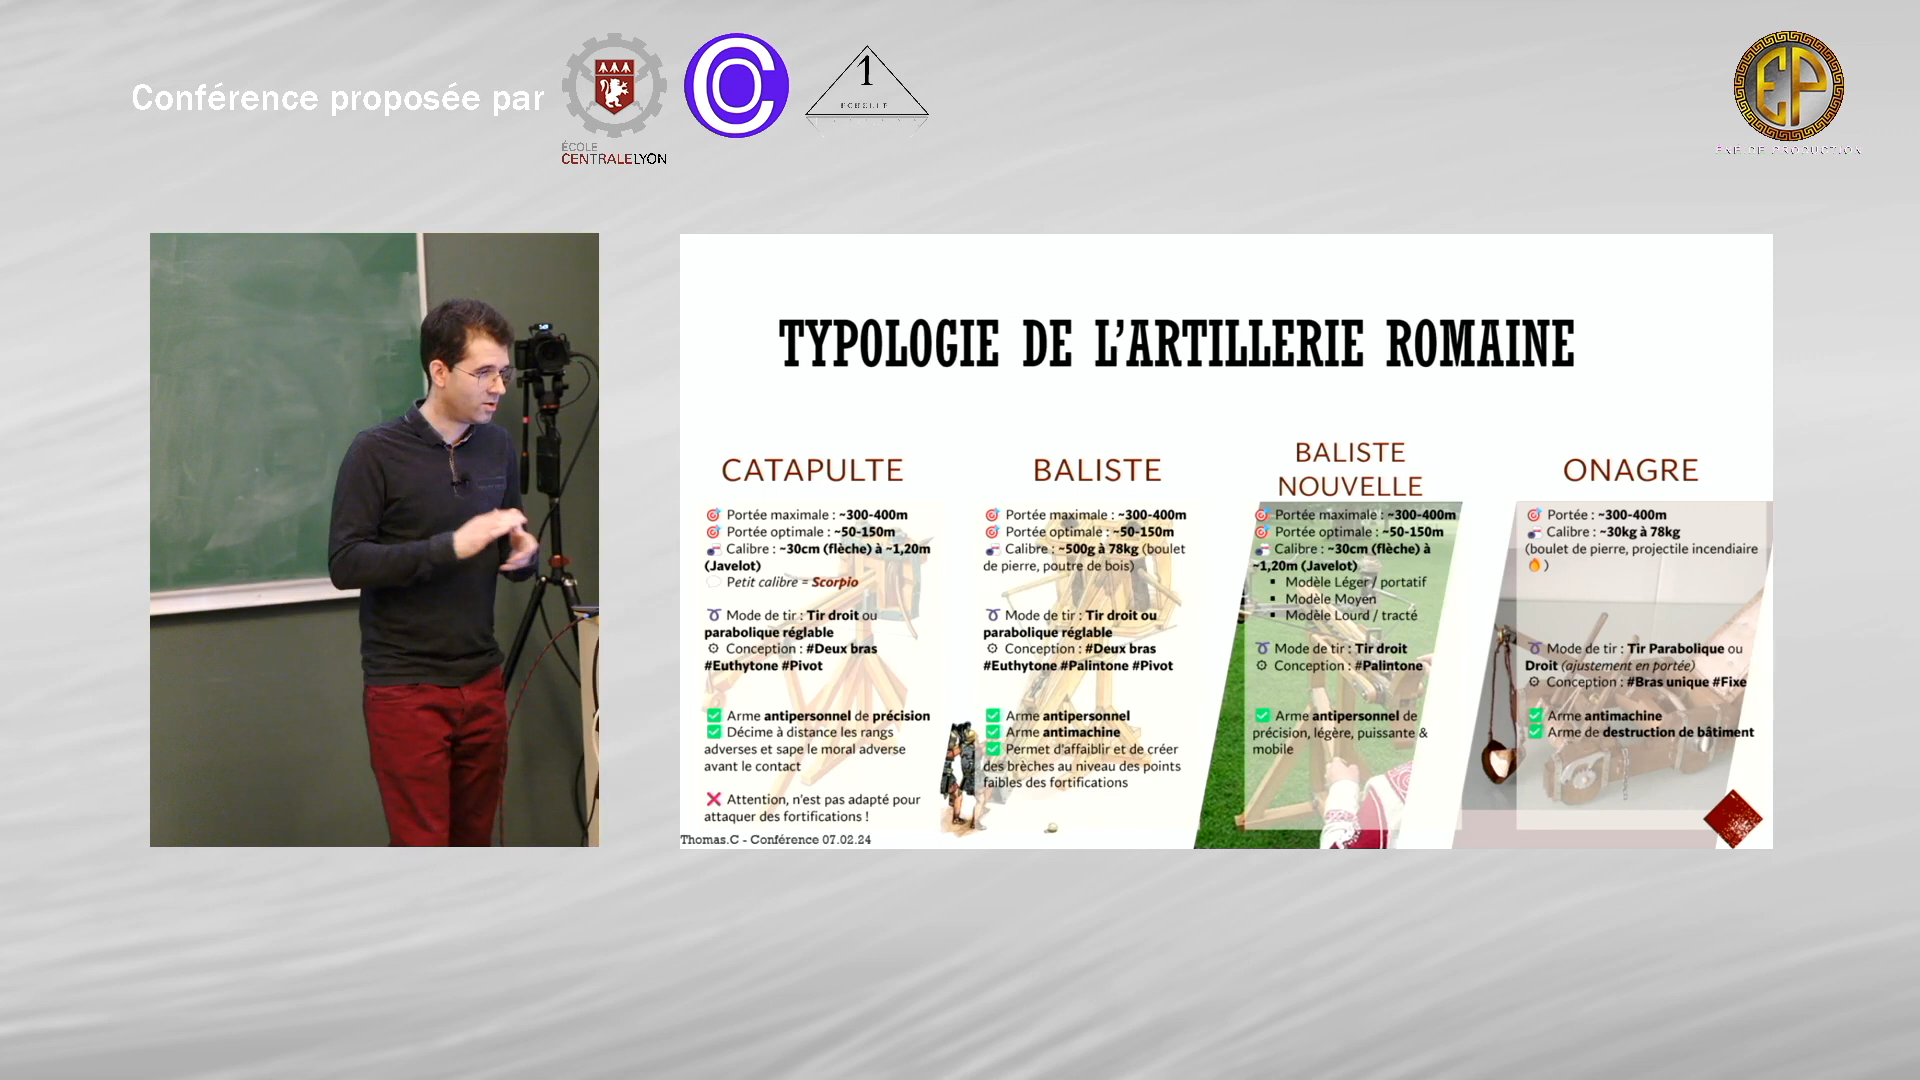 Conférence proposée par
ÉCOLE
CENTRALELYON
1
ECHELLE
EP
TYPOLOGIE DE L'ARTILLERIE ROMAINE
CATAPULTE
Portée maximale : ~300-400m
Portée optimale : ~50-150m
Calibre : ~30cm (flèche) à ~1,20m
(Javelot)
Petit calibre = Scorpio
Mode de tir : Tir droit ou
parabolique réglable
Conception : #Deux bras
#Euthytone #Pivot
Arme antipersonnel de précision
Décime à distance les rangs
adverses et sape le moral adverse
avant le contact
Attention, n'est pas adapté pour
attaquer des fortifications !
BALISTE
Portée maximale : ~300-400m
Portée optimale : ~50-150m
Calibre : ~500g à 78kg (boulet
de pierre, poutre de bois)
Mode de tir : Tir droit ou
parabolique réglable
Conception : #Deux bras
#Euthytone #Palintone #Pivot
Arme antipersonnel
Arme antimachine
Permet d'affaiblir et de créer
des brèches au niveau des points
faibles des fortifications
BALISTE
NOUVELLE
Portée maximale : ~300-400m
Portée optimale : ~50-150m
Calibre : ~30cm (flèche) à
~1,20m (Javelot)
▪ Modèle Léger / portatif
▪ Modèle Moyen
▪ Modèle Lourd / tracté
Mode de tir : Tir droit
Conception : #Palintone
Arme antipersonnel de
précision, légère, puissante &
mobile
ONAGRE
Portée : ~300-400m
Calibre : ~30kg à 78kg
(boulet de pierre, projectile incendiaire
)
Mode de tir : Tir Parabolique ou
Droit (ajustement en portée)
Conception : #Bras unique #Fixe
Arme antimachine
Arme de destruction de bâtiment
Thomas.C - Conférence 07.02.24